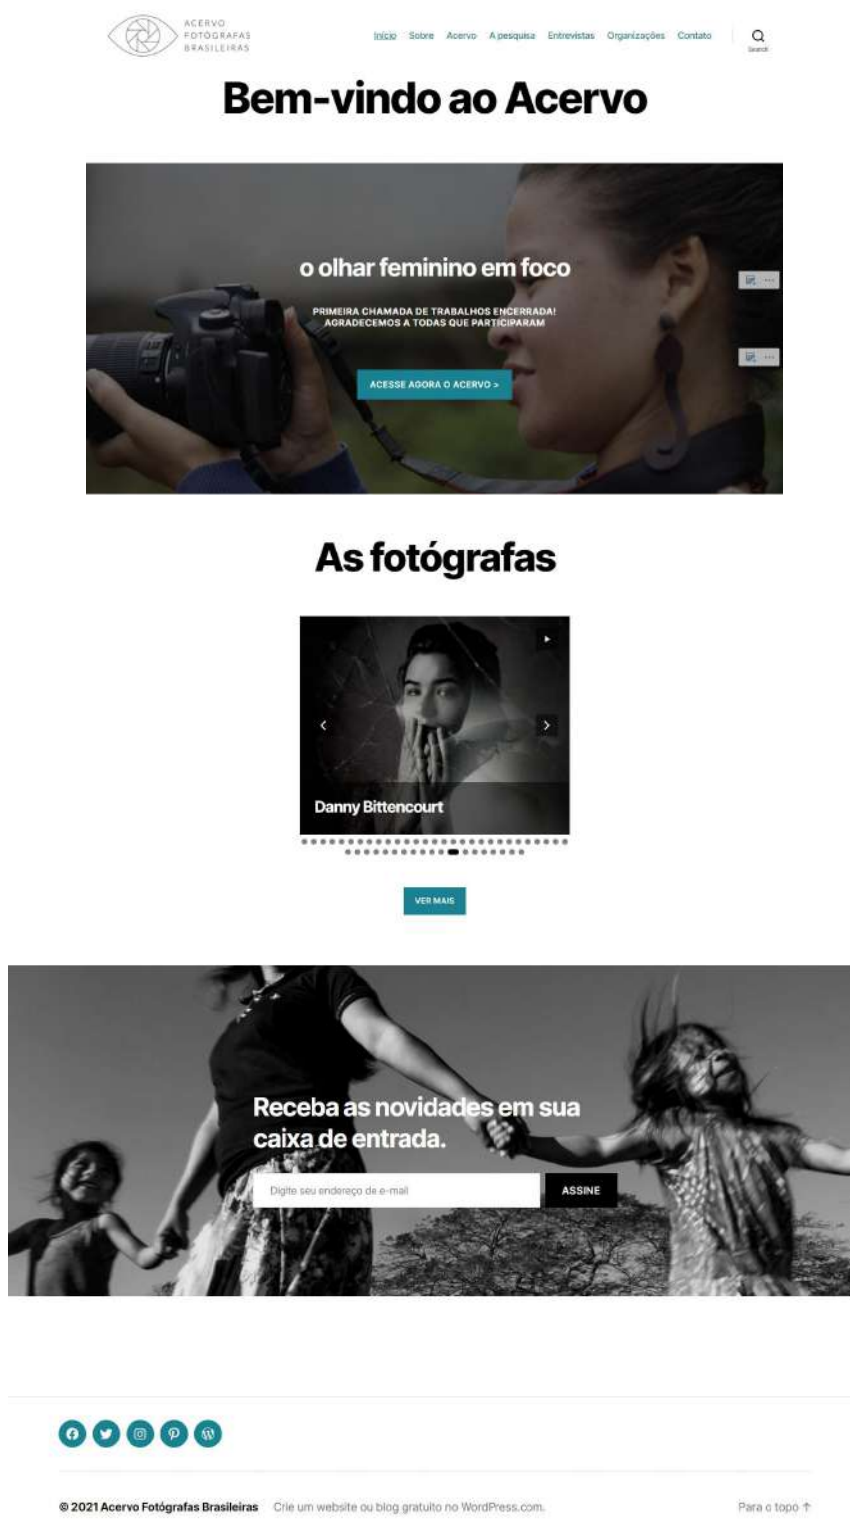 ACERVO
FOTÓGRAFAS
BRASILEIRAS
Início Sobre Acervo A pesquisa Entrevistas Organizações Contato
Search
Bem-vindo ao Acervo
o olhar feminino em foco
PRIMEIRA CHAMADA DE TRABALHOS ENCERRADA!
AGRADECEMOS A TODAS QUE PARTICIPARAM
ACESSE AGORA O ACERVO >
As fotógrafas
Danny Bittencourt
VER MAIS
Receba as novidades em sua
caixa de entrada.
Digite seu endereço de e-mail
ASSINE
© 2021 Acervo Fotógrafas Brasileiras Crie um website ou blog gratuito no WordPress.com. Para o topo ↑